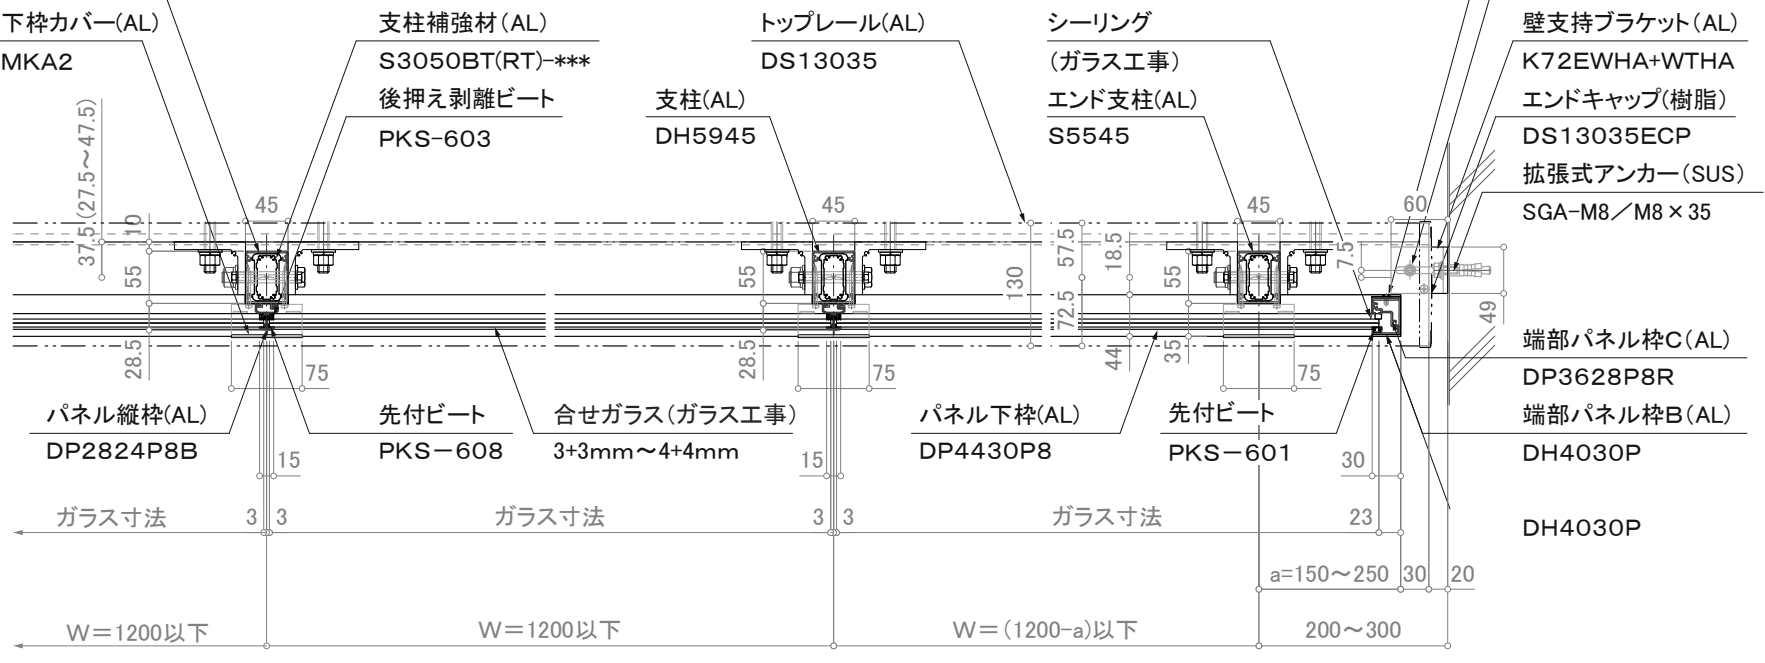 下枠カバー(AL)
MKA2
支柱補強材(AL)
S3050BT(RT)-***
後押え剥離ビート
PKS-603
支柱(AL)
DH5945
トップレール(AL)
DS13035
シーリング
(ガラス工事)
エンド支柱(AL)
S5545
壁支持ブラケット(AL)
K72EWHA+WTHA
エンドキャップ(樹脂)
DS13035ECP
拡張式アンカー(SUS)
SGA-M8/M8×35
37.5(27.5~47.5)
10
55
28.5
45
75
55
28.5
45
75
130
57.5
72.5
18.5
44
55
35
45
75
7.5
60
49
端部パネル枠C(AL)
DP3628P8R
端部パネル枠B(AL)
DH4030P
DH4030P
パネル縦枠(AL)
DP2824P8B
先付ビート
PKS-608
合せガラス(ガラス工事)
3+3mm~4+4mm
パネル下枠(AL)
DP4430P8
先付ビート
PKS-601
15
15
30
ガラス寸法
3
3
ガラス寸法
3
3
ガラス寸法
23
a=150~250
30
20
W=1200以下
W=1200以下
W=(1200-a)以下
200~300